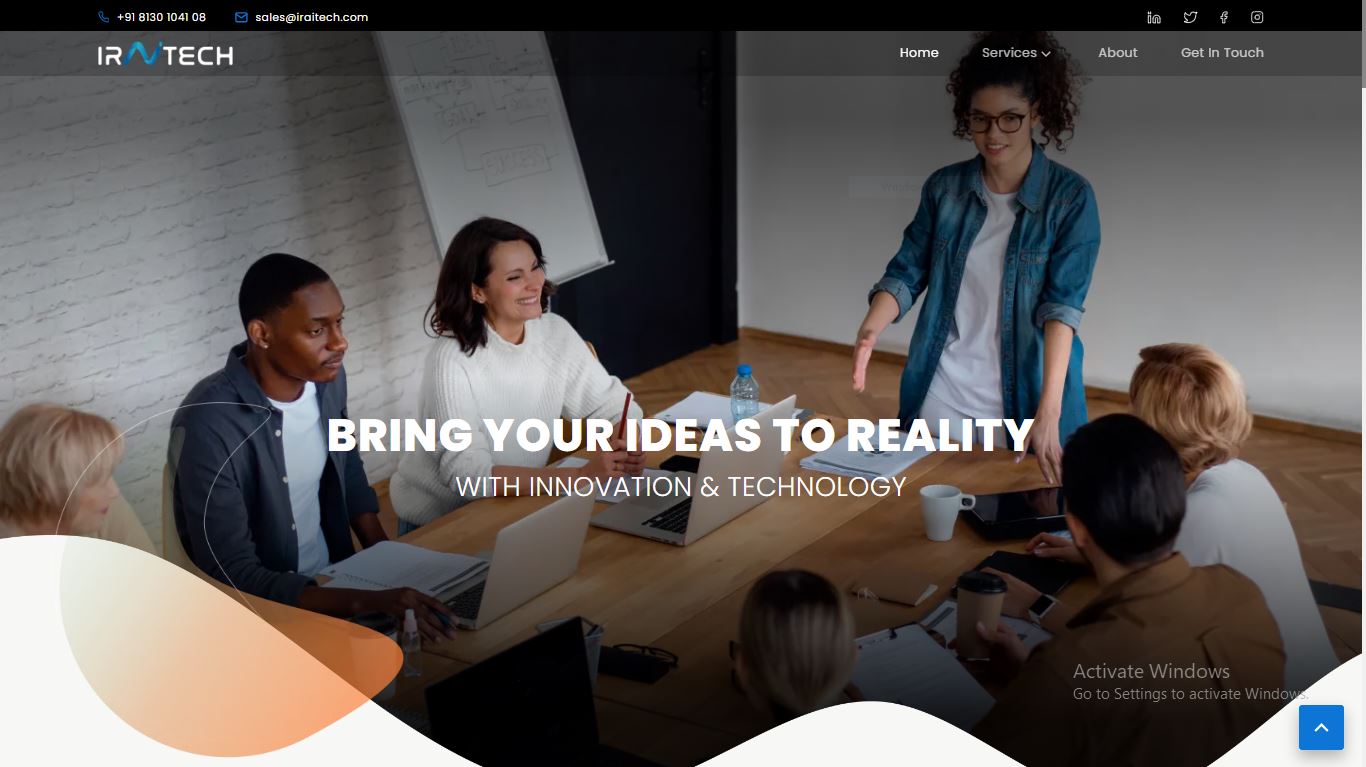 +91 8130 1041 08
sales@iraitech.com
IRAITECH
Home
Services
About
Get In Touch
SUCCESS
BRING YOUR IDEAS TO REALITY
WITH INNOVATION & TECHNOLOGY
Activate Windows
Go to Settings to activate Windows.